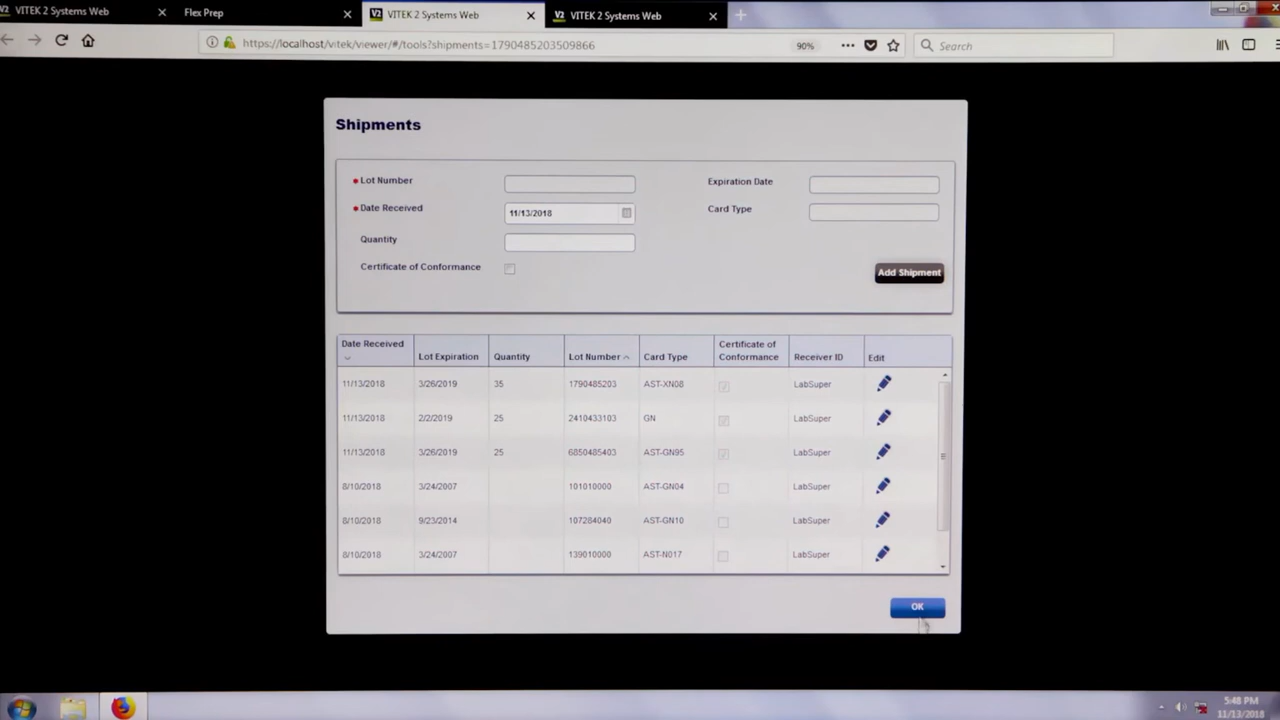 V2 VITEK 2 Systems Web
Flex Prep
V2 VITEK 2 Systems Web
V2 VITEK 2 Systems Web
https://localhost/vitek/viewer/#/tools?shipments=1790485203509866
90%
Search
Shipments
Lot Number
Expiration Date
Date Received 11/13/2018
Card Type
Quantity
Certificate of Conformance
Add Shipment
Date Received Lot Expiration Quantity Lot Number Card Type Certificate of Conformance Receiver ID Edit
11/13/2018 3/26/2019 35 1790485203 AST-XN08 LabSuper
11/13/2018 2/2/2019 25 2410433103 GN LabSuper
11/13/2018 3/26/2019 25 6850485403 AST-GN95 LabSuper
8/10/2018 3/24/2007 101010000 AST-GN04 LabSuper
8/10/2018 9/23/2014 107284040 AST-GN10 LabSuper
8/10/2018 3/24/2007 139010000 AST-N017 LabSuper
OK
5:48 PM
11/13/2018